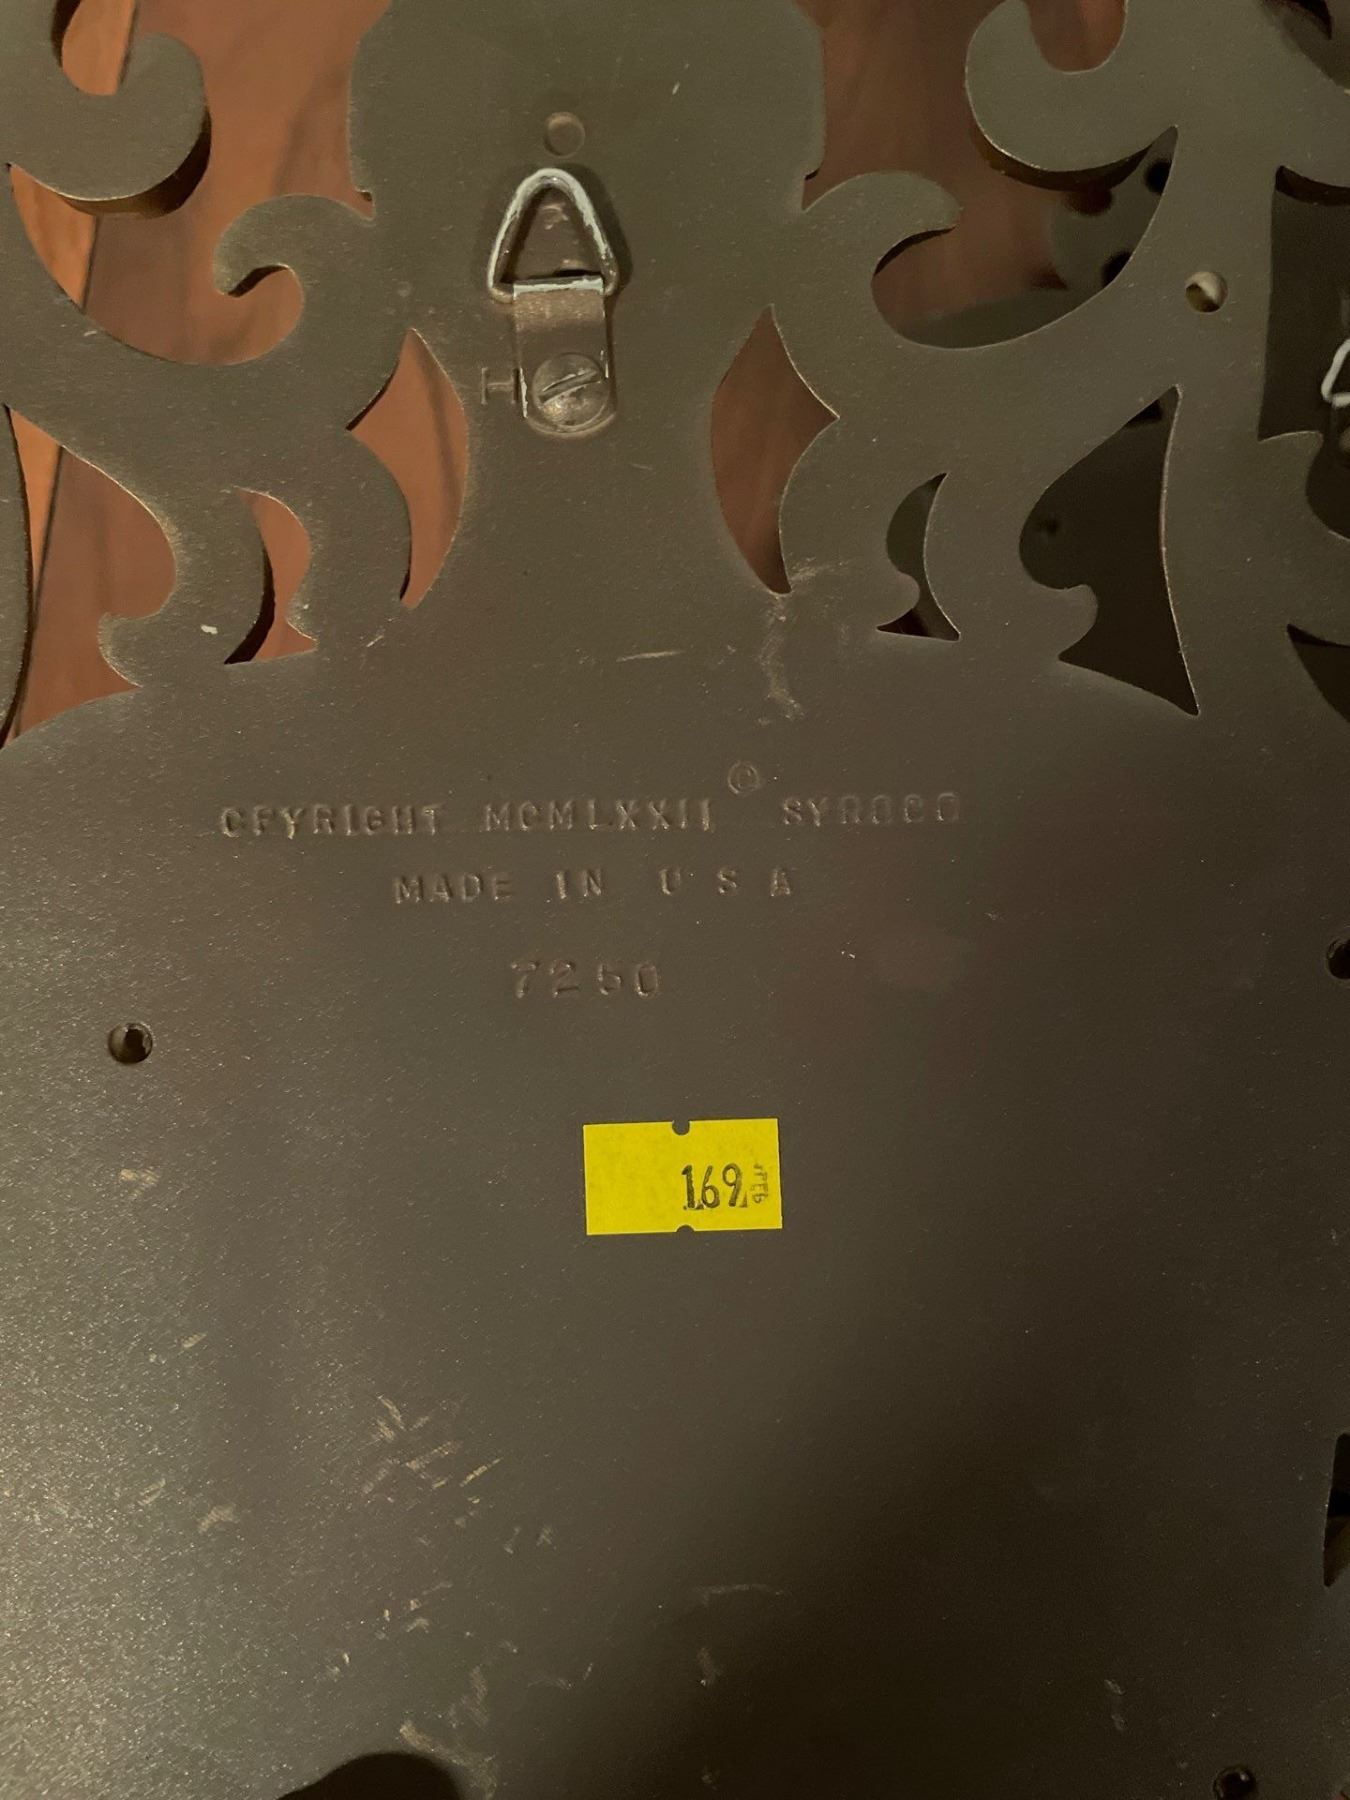 H
©
CPYRIGHT MCMLXXII SYROCO
MADE IN U S A
7250
169